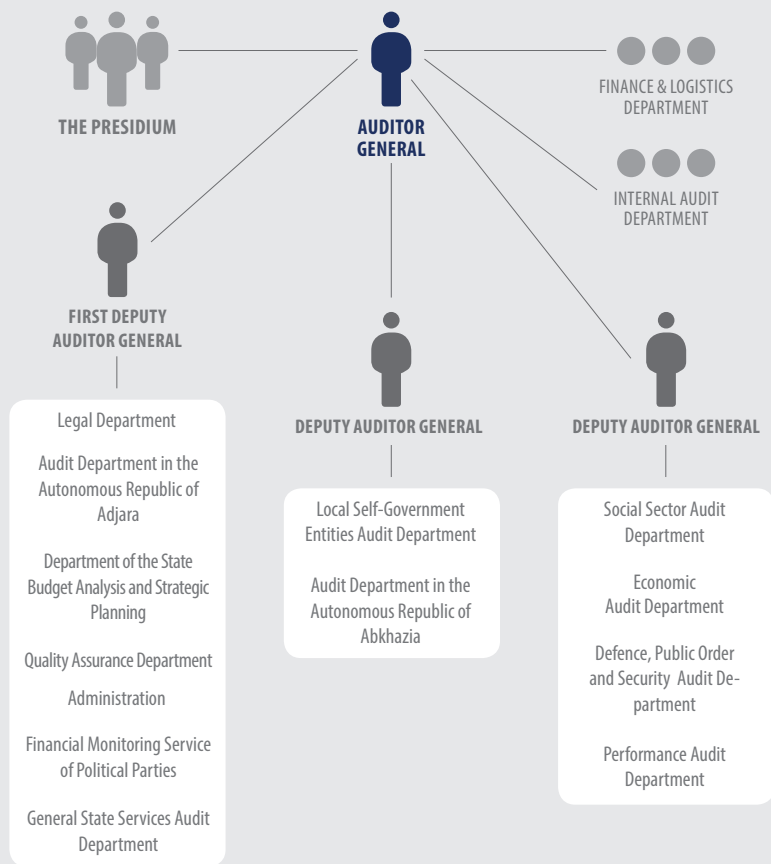 THE PRESIDIUM
AUDITOR
GENERAL
FINANCE & LOGISTICS
DEPARTMENT
INTERNAL AUDIT
DEPARTMENT
FIRST DEPUTY
AUDITOR GENERAL
Legal Department
Audit Department in the
Autonomous Republic of
Adjara
Department of the State
Budget Analysis and Strategic
Planning
Quality Assurance Department
Administration
Financial Monitoring Service
of Political Parties
General State Services Audit
Department
DEPUTY AUDITOR GENERAL
Local Self-Government
Entities Audit Department
Audit Department in the
Autonomous Republic of
Abkhazia
DEPUTY AUDITOR GENERAL
Social Sector Audit
Department
Economic
Audit Department
Defence, Public Order
and Security Audit De-
partment
Performance Audit
Department